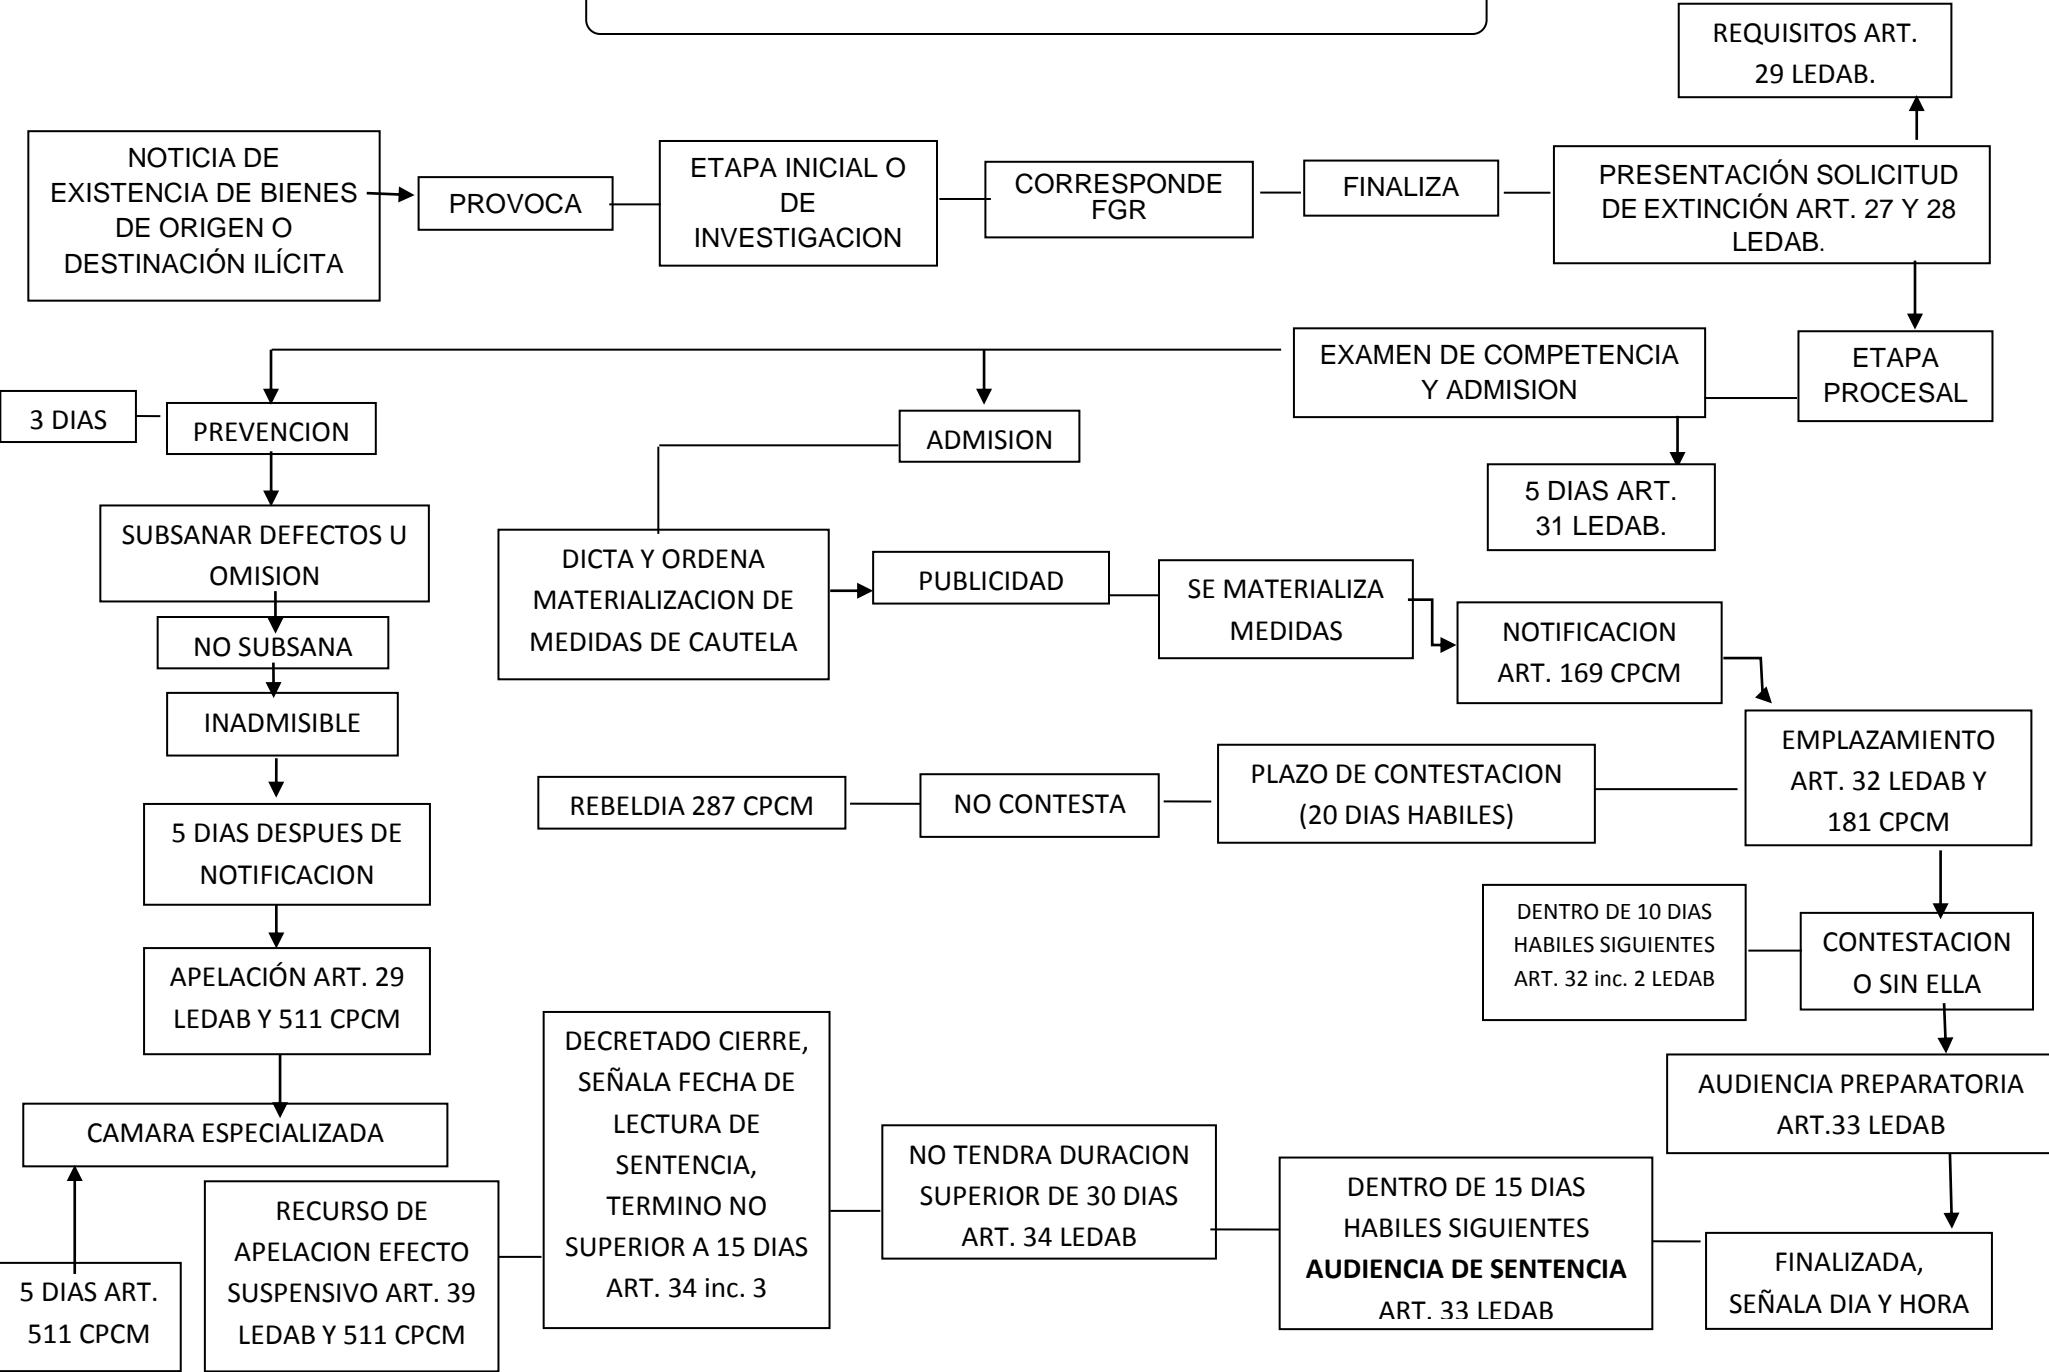 REQUISITOS ART.
29 LEDAB.
NOTICIA DE
EXISTENCIA DE BIENES
DE ORIGEN O
DESTINACIÓN ILÍCITA
PROVOCA
ETAPA INICIAL O
DE
INVESTIGACION
CORRESPONDE
FGR
FINALIZA
PRESENTACIÓN SOLICITUD
DE EXTINCIÓN ART. 27 Y 28
LEDAB.
ETAPA
PROCESAL
EXAMEN DE COMPETENCIA
Y ADMISION
5 DIAS ART.
31 LEDAB.
3 DIAS
PREVENCION
ADMISION
SUBSANAR DEFECTOS U
OMISION
NO SUBSANA
INADMISIBLE
5 DIAS DESPUES DE
NOTIFICACION
APELACIÓN ART. 29
LEDAB Y 511 CPCM
CAMARA ESPECIALIZADA
5 DIAS ART.
511 CPCM
DICTA Y ORDENA
MATERIALIZACION DE
MEDIDAS DE CAUTELA
PUBLICIDAD
SE MATERIALIZA
MEDIDAS
NOTIFICACION
ART. 169 CPCM
EMPLAZAMIENTO
ART. 32 LEDAB Y
181 CPCM
PLAZO DE CONTESTACION
(20 DIAS HABILES)
NO CONTESTA
REBELDIA 287 CPCM
DENTRO DE 10 DIAS
HABILES SIGUIENTES
ART. 32 inc. 2 LEDAB
CONTESTACION
O SIN ELLA
AUDIENCIA PREPARATORIA
ART.33 LEDAB
FINALIZADA,
SEÑALA DIA Y HORA
DENTRO DE 15 DIAS
HABILES SIGUIENTES
AUDIENCIA DE SENTENCIA
ART. 33 LEDAB
NO TENDRA DURACION
SUPERIOR DE 30 DIAS
ART. 34 LEDAB
DECRETADO CIERRE,
SEÑALA FECHA DE
LECTURA DE
SENTENCIA,
TERMINO NO
SUPERIOR A 15 DIAS
ART. 34 inc. 3
RECURSO DE
APELACION EFECTO
SUSPENSIVO ART. 39
LEDAB Y 511 CPCM